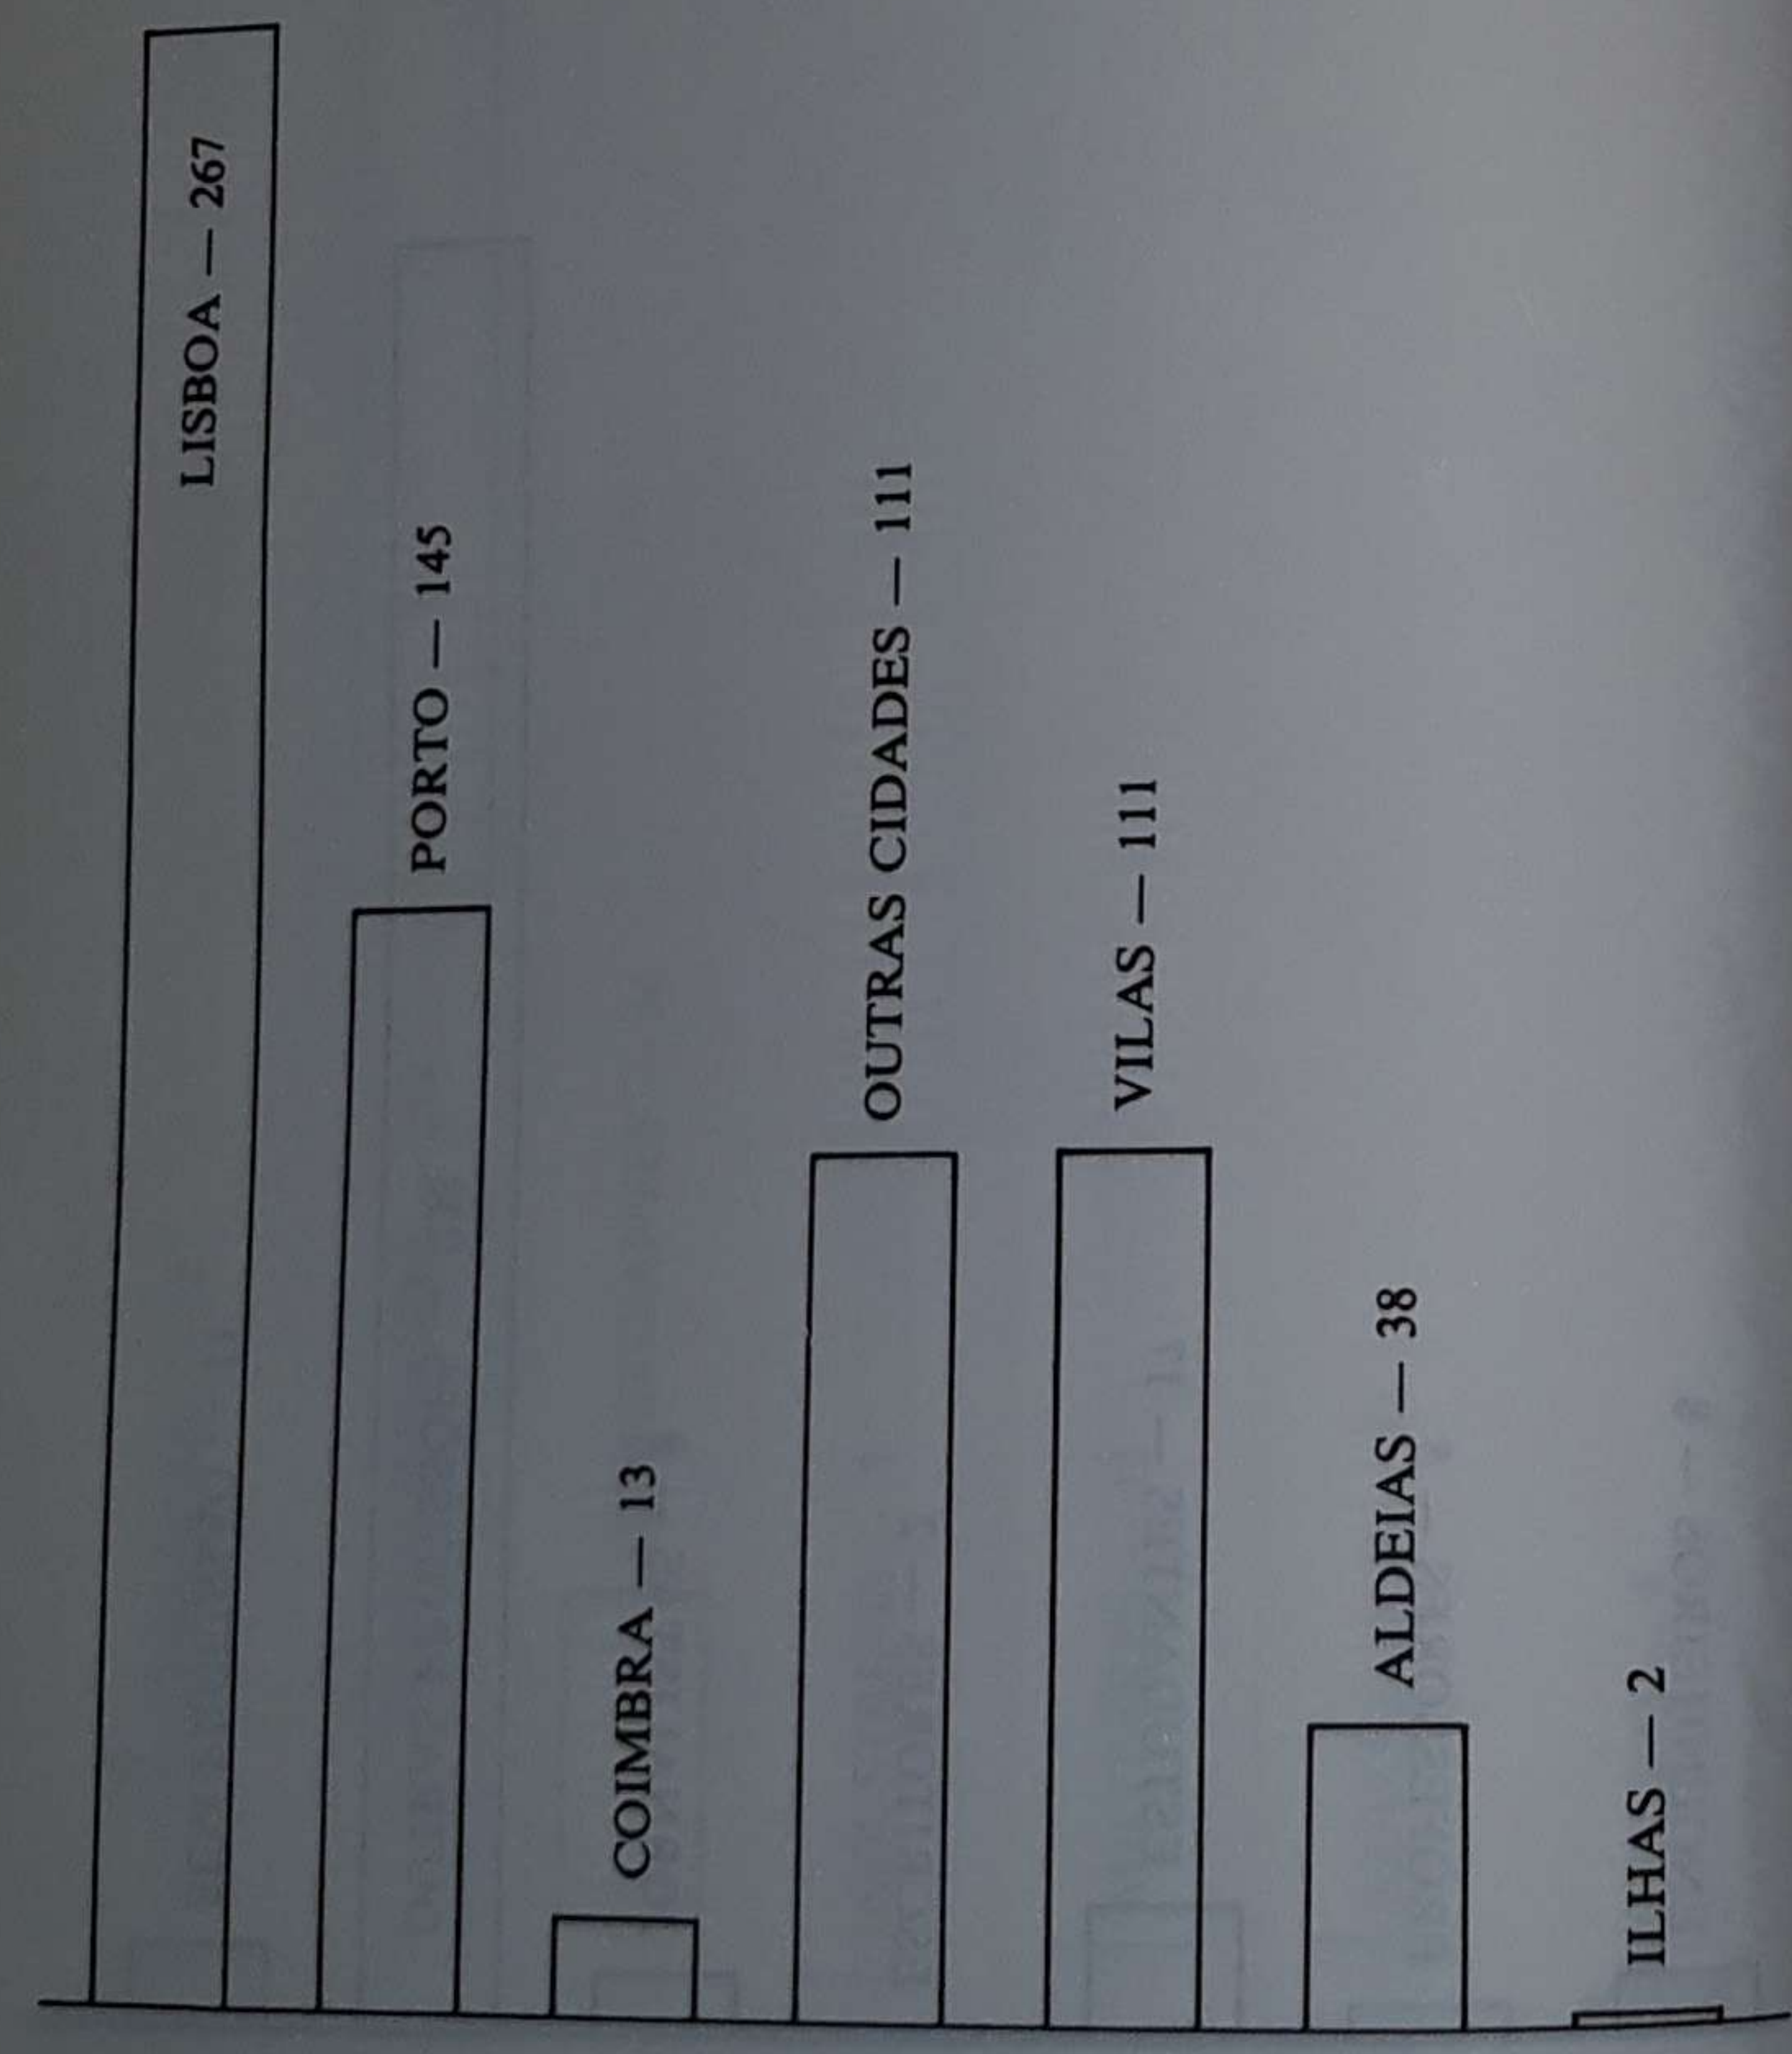 LISBOA — 267
PORTO — 145
COIMBRA — 13
OUTRAS CIDADES — 111
VILAS — 111
ALDEIAS — 38
ILHAS — 2